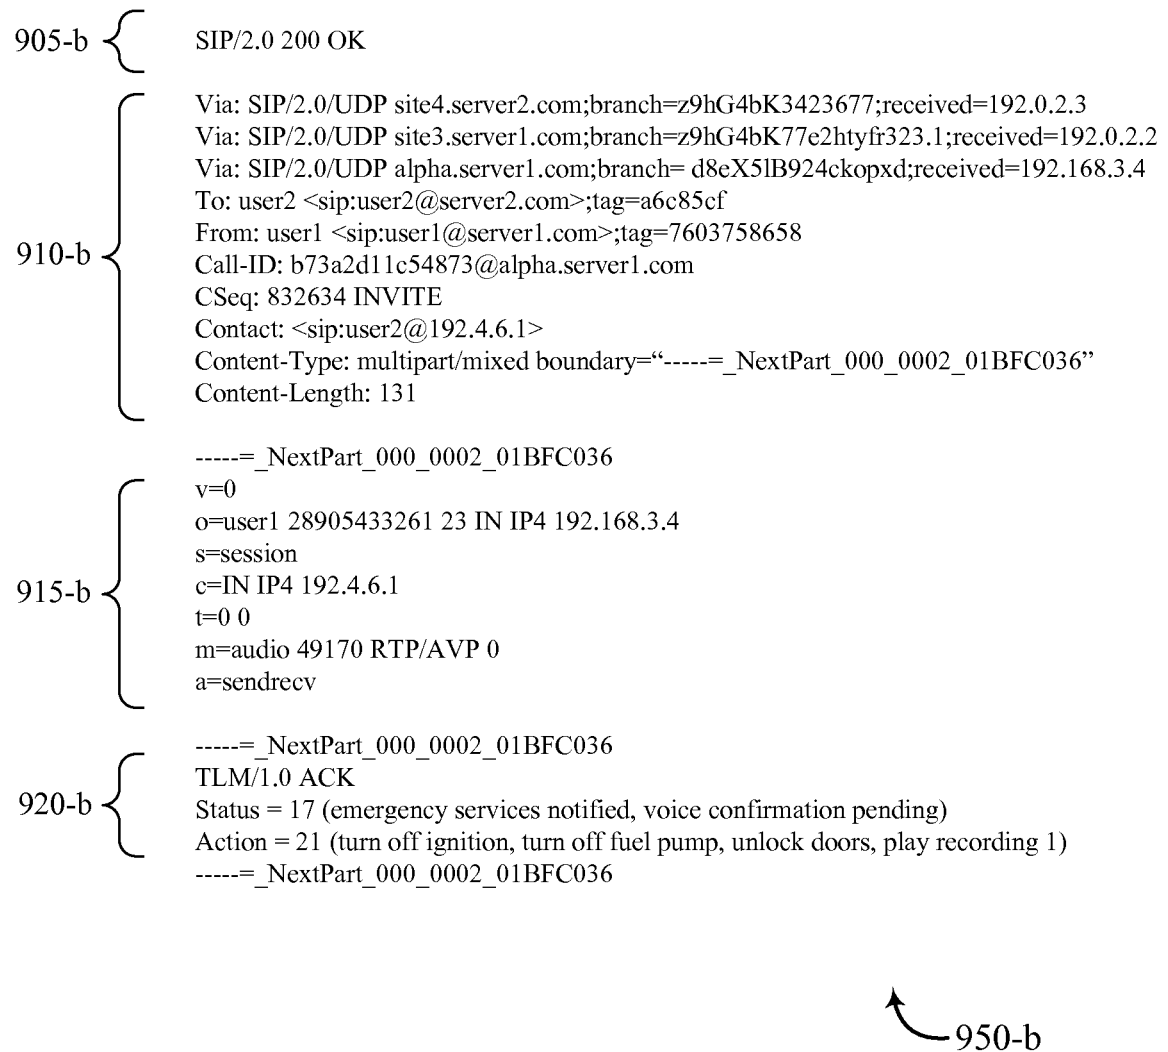 905-b
SIP/2.0 200 OK
910-b
Via: SIP/2.0/UDP site4.server2.com;branch=z9hG4bK3423677;received=192.0.2.3
Via: SIP/2.0/UDP site3.server1.com;branch=z9hG4bK77e2htyfr323.1;received=192.0.2.2
Via: SIP/2.0/UDP alpha.server1.com;branch= d8eX5lB924ckopxd;received=192.168.3.4
To: user2 <sip:user2@server2.com>;tag=a6c85cf
From: user1 <sip:user1@server1.com>;tag=7603758658
Call-ID: b73a2d11c54873@alpha.server1.com
CSeq: 832634 INVITE
Contact: <sip:user2@192.4.6.1>
Content-Type: multipart/mixed boundary=“-----=_NextPart_000_0002_01BFC036”
Content-Length: 131
-----=_NextPart_000_0002_01BFC036
915-b
v=0
o=user1 28905433261 23 IN IP4 192.168.3.4
s=session
c=IN IP4 192.4.6.1
t=0 0
m=audio 49170 RTP/AVP 0
a=sendrecv
-----=_NextPart_000_0002_01BFC036
920-b
TLM/1.0 ACK
Status = 17 (emergency services notified, voice confirmation pending)
Action = 21 (turn off ignition, turn off fuel pump, unlock doors, play recording 1)
-----=_NextPart_000_0002_01BFC036
950-b